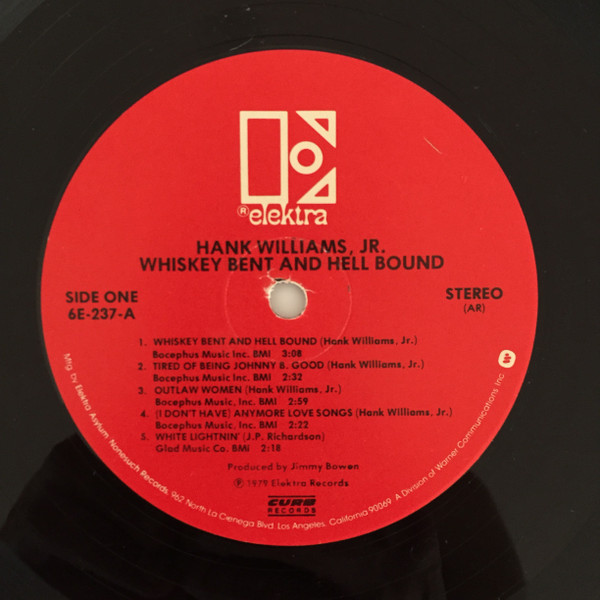 ® elektra
HANK WILLIAMS, JR.
WHISKEY BENT AND HELL BOUND
SIDE ONE
6E-237-A
STEREO
(AR)
1. WHISKEY BENT AND HELL BOUND (Hank Williams, Jr.)
Bocephus Music Inc. BMI 3:08
2. TIRED OF BEING JOHNNY B. GOOD (Hank Williams, Jr.)
Bocephus Music, Inc. BMI 2:32
3. OUTLAW WOMEN (Hank Williams, Jr.)
Bocephus Music, Inc. BMI 2:59
4. (I DON'T HAVE) ANYMORE LOVE SONGS (Hank Williams, Jr.)
Bocephus Music, Inc. BMI 2:22
5. WHITE LIGHTNIN' (J.P. Richardson)
Glad Music Co. BMI 2:18
Produced by Jimmy Bowen
℗ 1979 Elektra Records
CURB
RECORDS
Mfg. by Elektra Asylum Nonesuch Records, 962 North La Cienega Blvd. Los Angeles, California 90069 A Division of Warner Communications Inc.